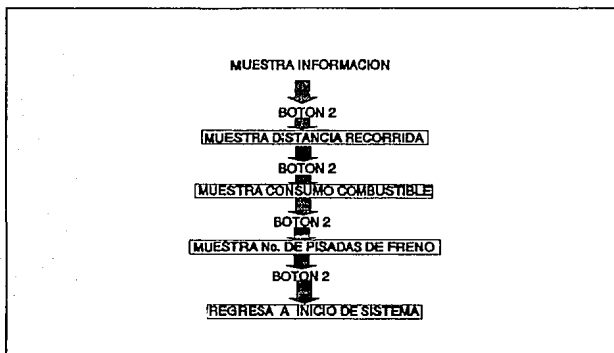 MUESTRA INFORMACION
BOTON 2
MUESTRA DISTANCIA RECORRIDA
BOTON 2
MUESTRA CONSUMO COMBUSTIBLE
BOTON 2
MUESTRA No. DE PISADAS DE FRENO
BOTON 2
REGRESA A INICIO DE SISTEMA